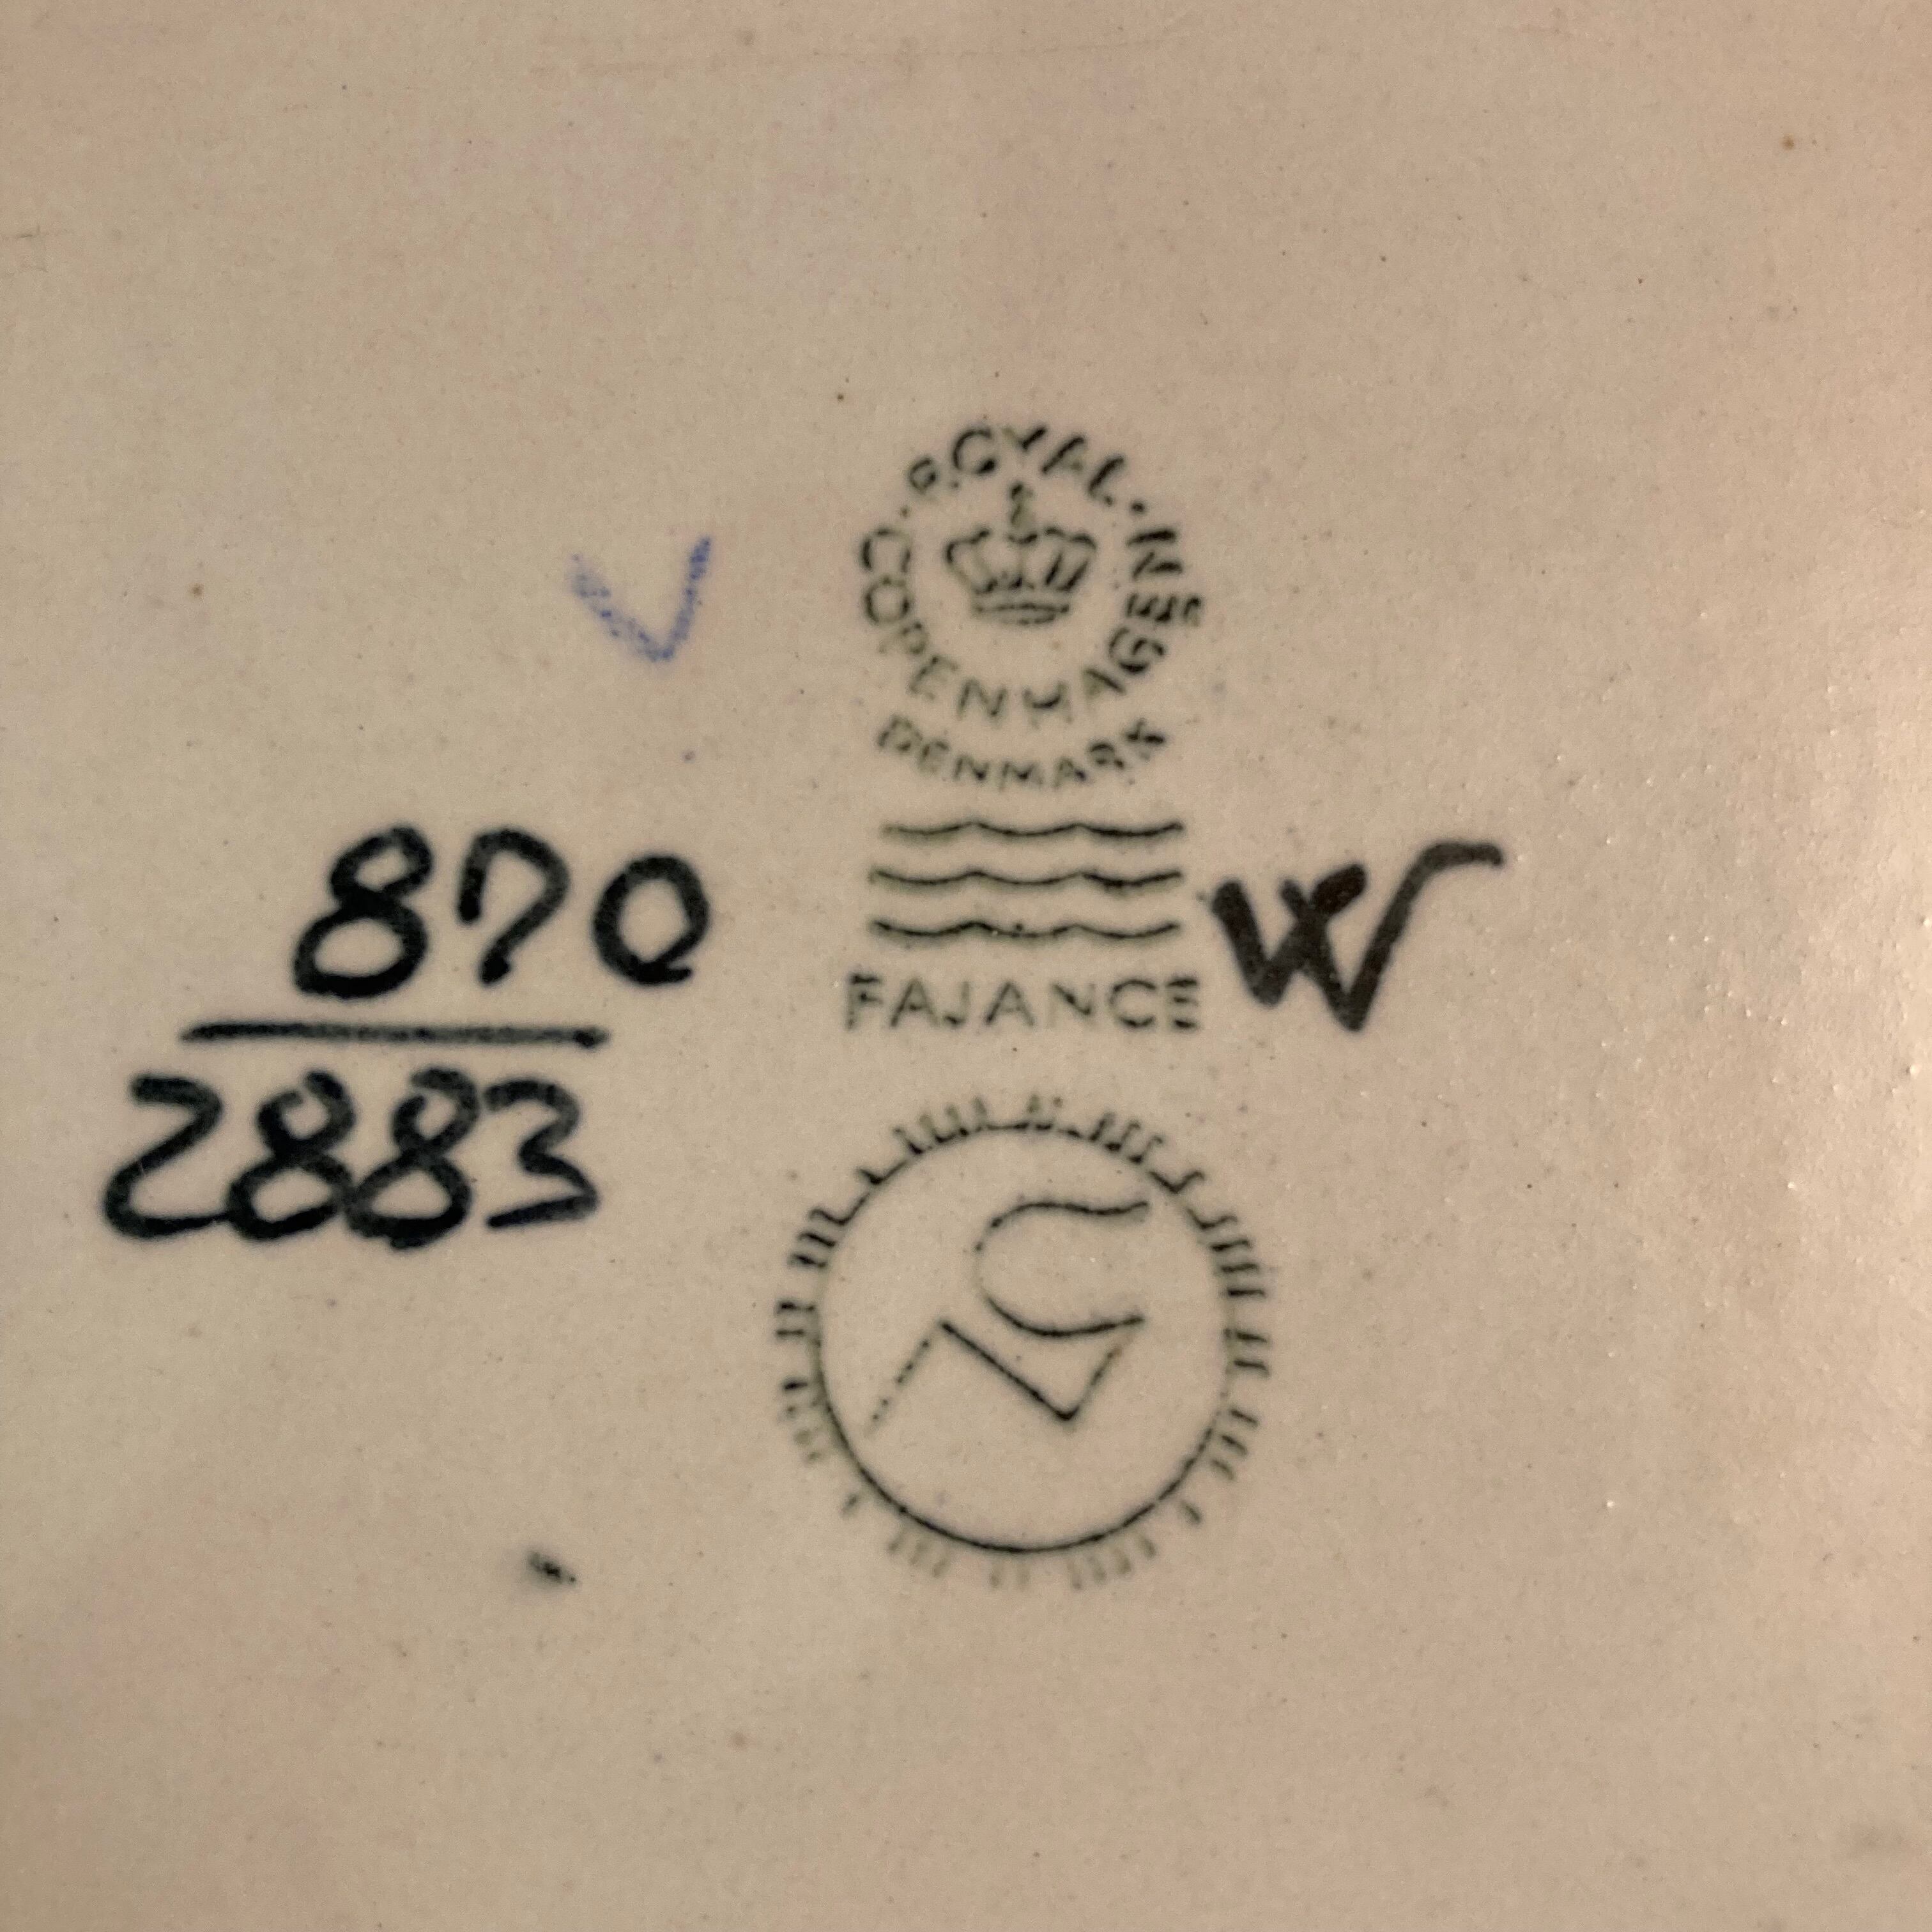 ROYAL
COPENHAGEN
DENMARK
870
2883
FAJANCE
W